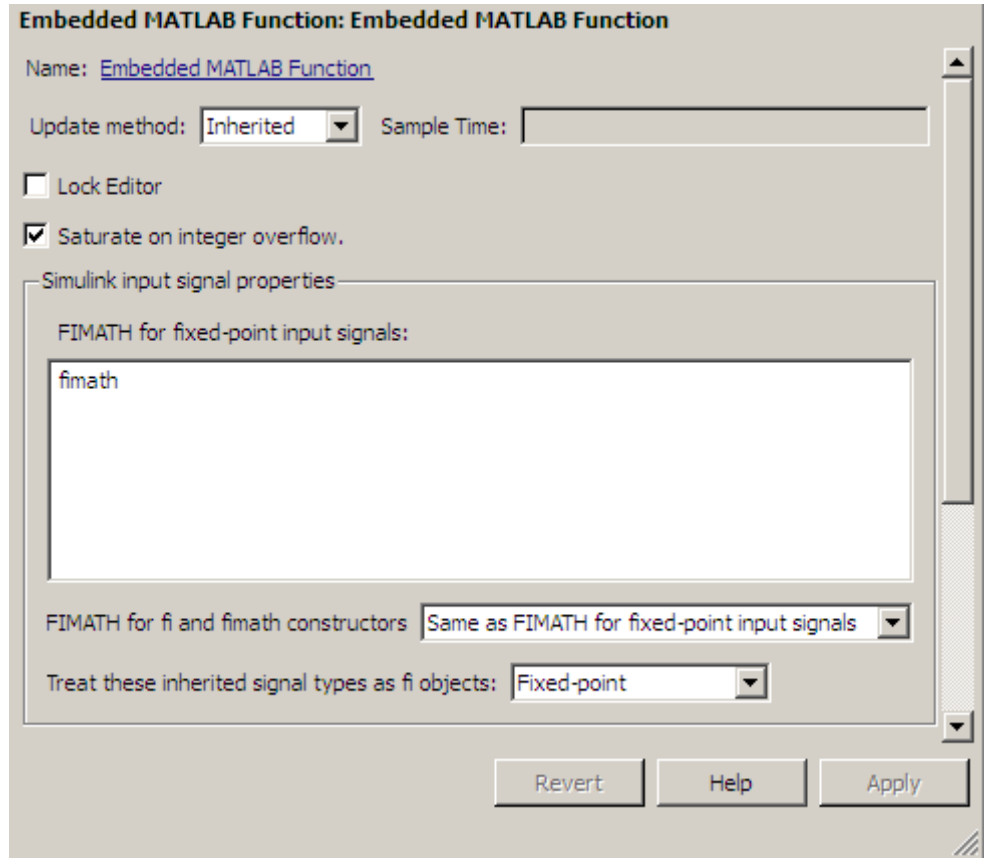 Embedded MATLAB Function: Embedded MATLAB Function
Name: Embedded MATLAB Function
Update method: Inherited Sample Time:
Lock Editor
Saturate on integer overflow.
Simulink input signal properties
FIMATH for fixed-point input signals:
fimath
FIMATH for fi and fimath constructors Same as FIMATH for fixed-point input signals
Treat these inherited signal types as fi objects: Fixed-point
Revert Help Apply